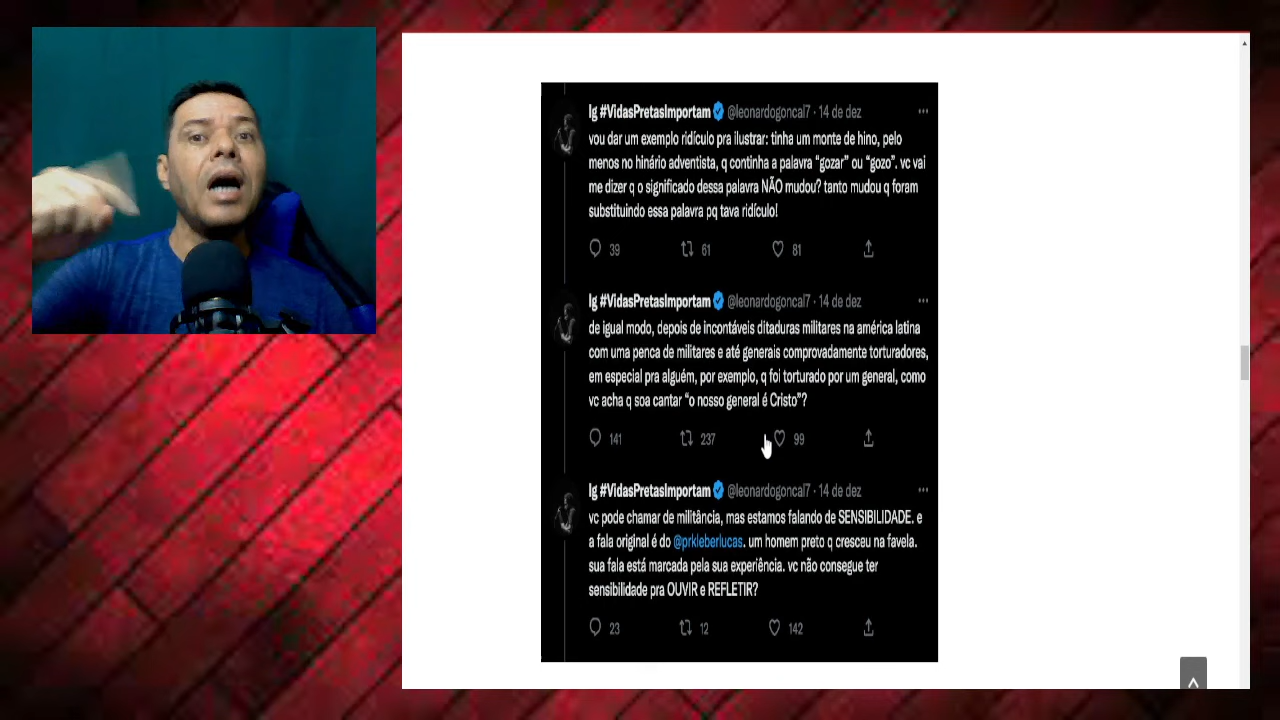 lg #VidasPretasImportam @leonardogoncal7 · 14 de dez
vou dar um exemplo ridículo pra ilustrar: tinha um monte de hino, pelo
menos no hinário adventista, q continha a palavra “gozar” ou “gozo”. vc vai
me dizer q o significado dessa palavra NÃO mudou? tanto mudou q foram
substituindo essa palavra pq tava ridículo!
39 61 81
lg #VidasPretasImportam @leonardogoncal7 · 14 de dez
de igual modo, depois de incontáveis ditaduras militares na américa latina
com uma penca de militares e até generais comprovadamente torturadores,
em especial pra alguém, por exemplo, q foi torturado por um general, como
vc acha q soa cantar “o nosso general é Cristo”?
141 237 99
lg #VidasPretasImportam @leonardogoncal7 · 14 de dez
vc pode chamar de militância, mas estamos falando de SENSIBILIDADE. e
a fala original é do @prkleberlucas. um homem preto q cresceu na favela.
sua fala está marcada pela sua experiência. vc não consegue ter
sensibilidade pra OUVIR e REFLETIR?
23 12 142